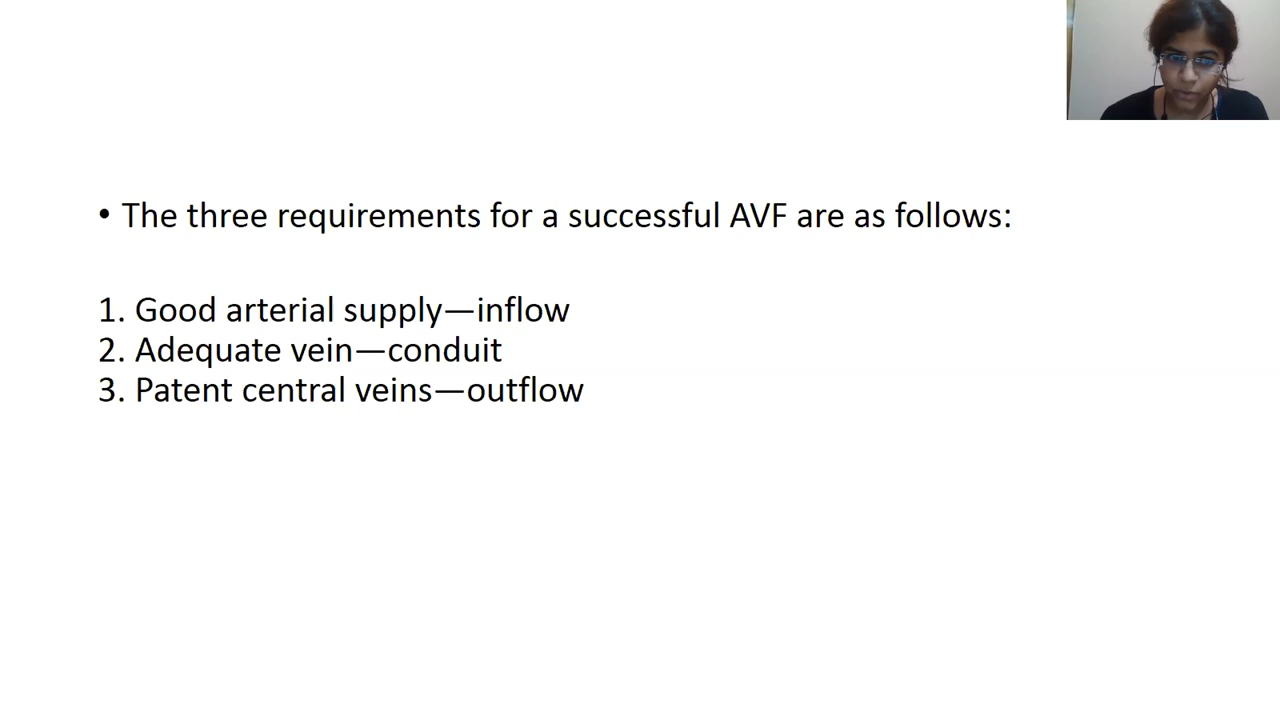 • The three requirements for a successful AVF are as follows:
1. Good arterial supply—inflow
2. Adequate vein—conduit
3. Patent central veins—outflow